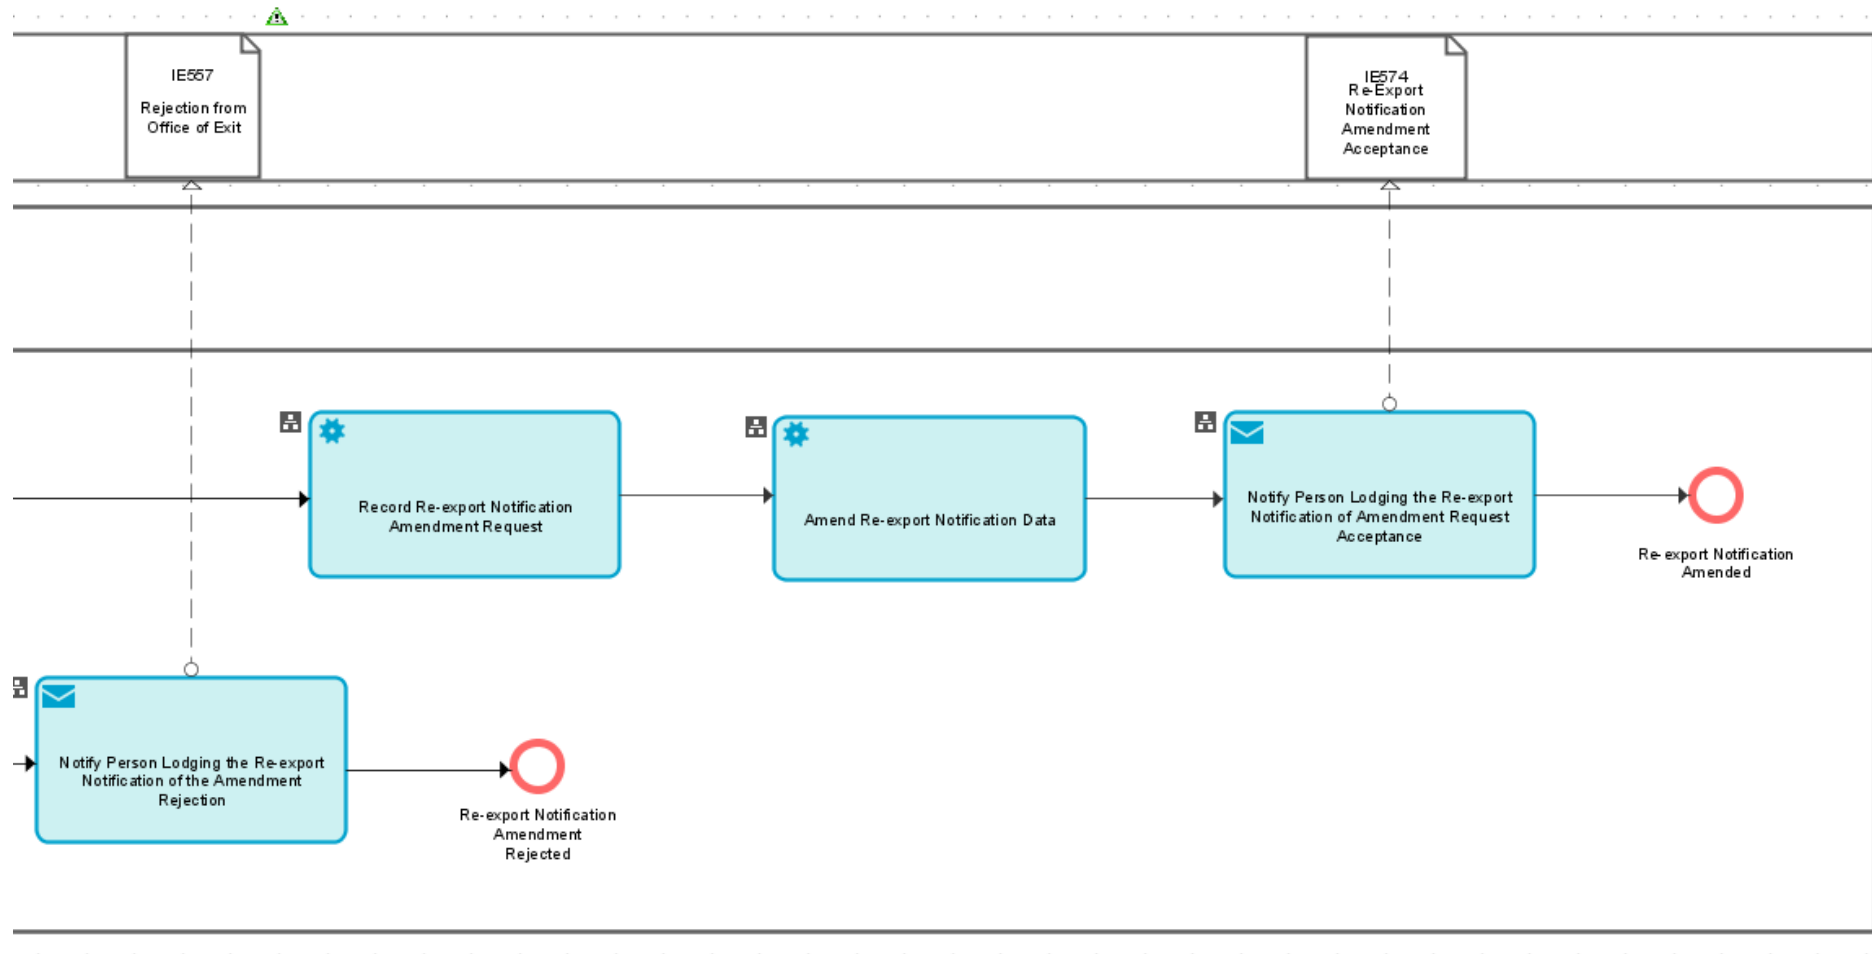 IE557
Rejection from
Office of Exit
IE574
Re-Export
Notification
Amendment
Acceptance
Record Re-export Notification
Amendment Request
Amend Re-export Notification Data
Notify Person Lodging the Re-export
Notification of Amendment Request
Acceptance
Re-export Notification
Amended
Notify Person Lodging the Re-export
Notification of the Amendment
Rejection
Re-export Notification
Amendment
Rejected